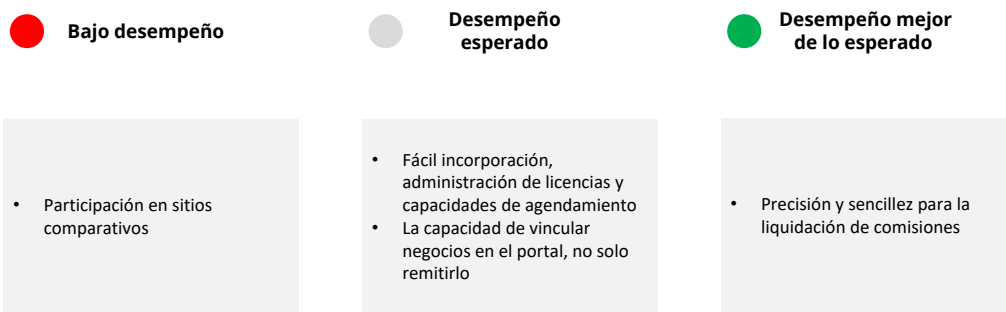 Bajo desempeño
Desempeño
esperado
Desempeño mejor
de lo esperado
• Participación en sitios
comparativos
• Fácil incorporación,
administración de licencias y
capacidades de agendamiento
• La capacidad de vincular
negocios en el portal, no solo
remitirlo
• Precisión y sencillez para la
liquidación de comisiones